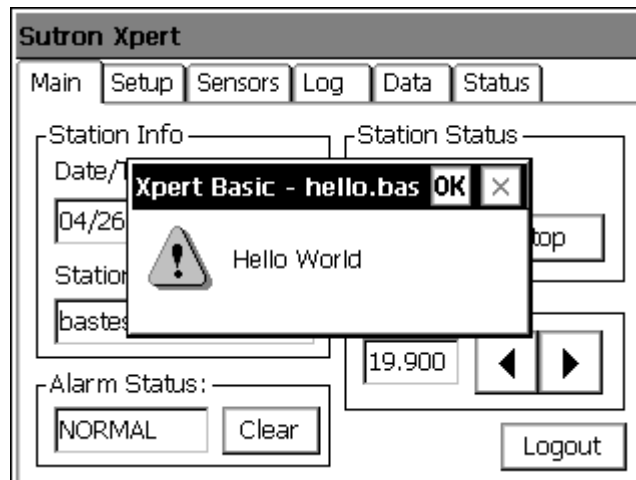 Sutron Xpert
Main Setup Sensors Log Data Status
Station Info
Station Status
Date/T
Xpert Basic - hello.bas OK ×
04/26
Hello World
top
Station
bastes
19.900
Alarm Status:
NORMAL Clear
Logout